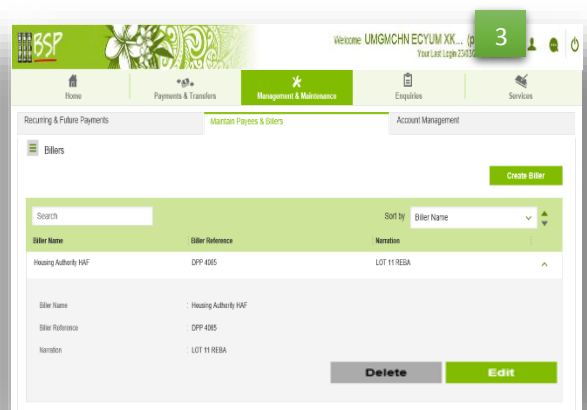 BSP
Welcome UMGMCHN ECYUM XK... (p
3
Your Last Login
Home
Payments & Transfers
Management & Maintenance
Enquiries
Services
Recurring & Future Payments
Maintain Payees & Billers
Account Management
Billers
Create Biller
Search
Sort by Biller Name
Biller Name Biller Reference Narration
Housing Authority HAF DPP 4065 LOT 11 REBA
Biller Name : Housing Authority HAF
Biller Reference : DPP 4065
Narration : LOT 11 REBA
Delete Edit